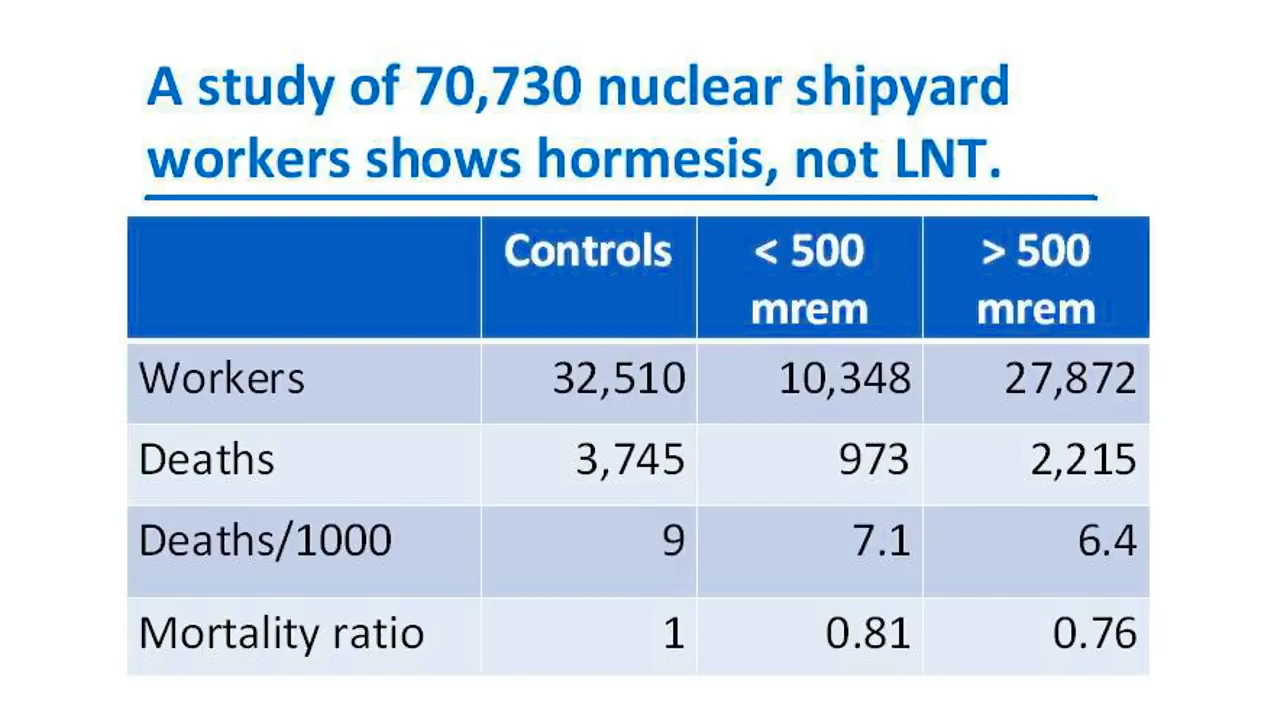 A study of 70,730 nuclear shipyard
workers shows hormesis, not LNT.
Controls < 500 mrem > 500 mrem
Workers 32,510 10,348 27,872
Deaths 3,745 973 2,215
Deaths/1000 9 7.1 6.4
Mortality ratio 1 0.81 0.76